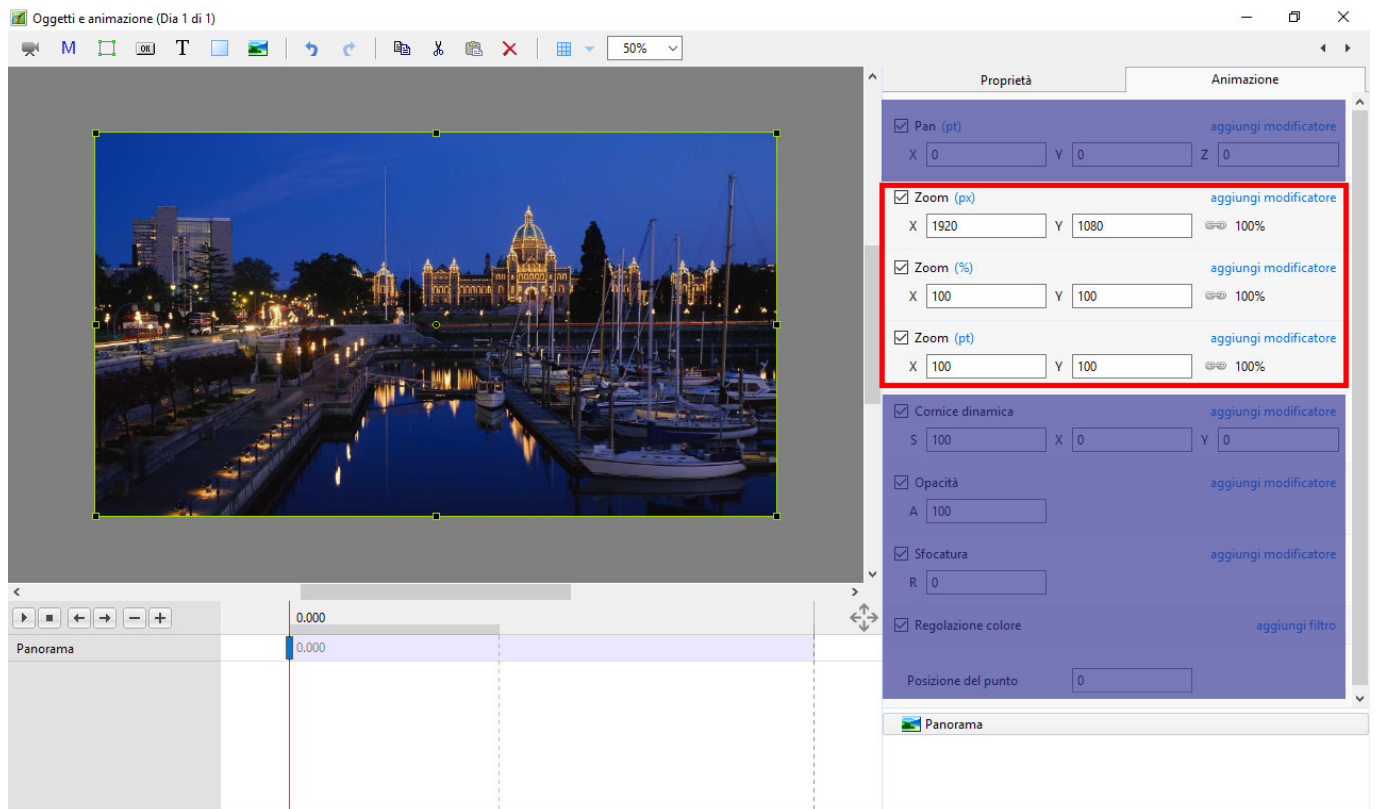 Oggetti e animazione (Dia 1 di 1)
M OK T 50%
Proprietà Animazione
Pan (pt) aggiungi modificatore
X 0 Y 0 Z 0
Zoom (px) aggiungi modificatore
X 1920 Y 1080 100%
Zoom (%) aggiungi modificatore
X 100 Y 100 100%
Zoom (pt) aggiungi modificatore
X 100 Y 100 100%
Cornice dinamica aggiungi modificatore
S 100 X 0 Y 0
Opacità aggiungi modificatore
A 100
Sfocatura aggiungi modificatore
R 0
Regolazione colore aggiungi filtro
Posizione del punto 0
Panorama
0.000
Panorama 0.000